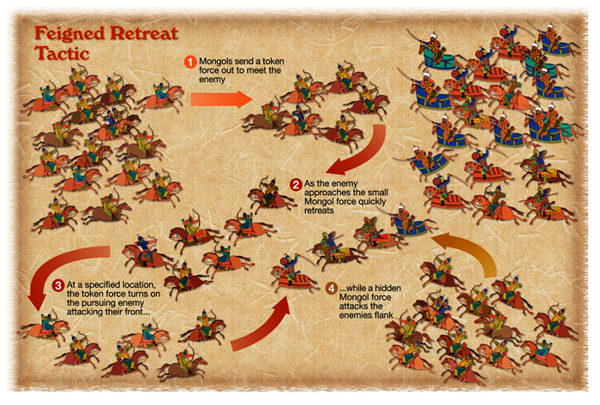 Feigned Retreat
Tactic
1 Mongols send a token
force out to meet the
enemy
2 As the enemy
approaches the small
Mongol force quickly
retreats
3 At a specified location,
the token force turns on
the pursuing enemy
attacking their front...
4 ...while a hidden
Mongol force
attacks the
enemies flank